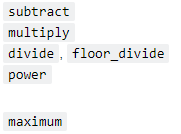 subtract
multiply
divide, floor_divide
power
maximum